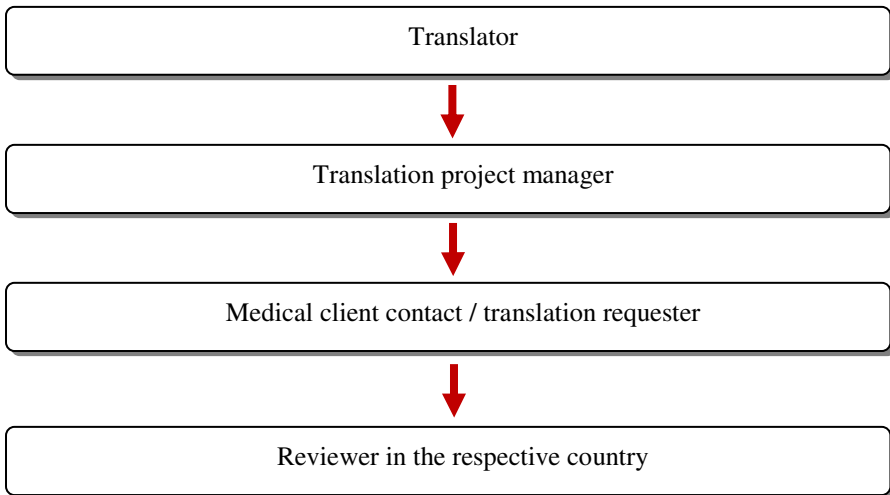 Translator
Translation project manager
Medical client contact / translation requester
Reviewer in the respective country